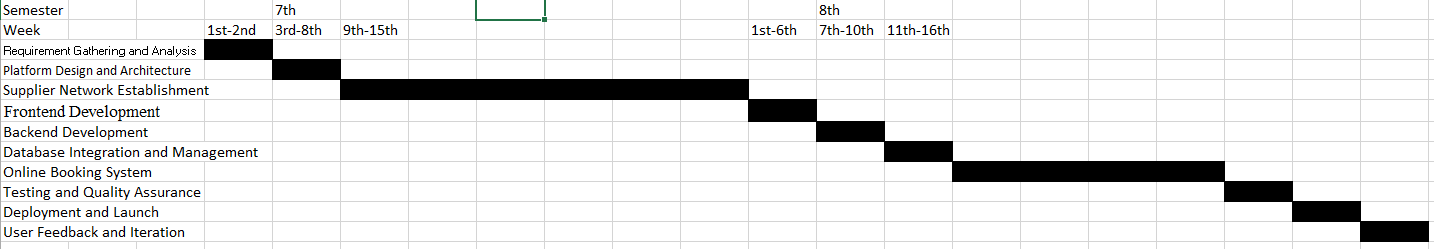 Semester 7th 8th
Week 1st-2nd 3rd-8th 9th-15th 1st-6th 7th-10th 11th-16th
Requirement Gathering and Analysis
Platform Design and Architecture
Supplier Network Establishment
Frontend Development
Backend Development
Database Integration and Management
Online Booking System
Testing and Quality Assurance
Deployment and Launch
User Feedback and Iteration